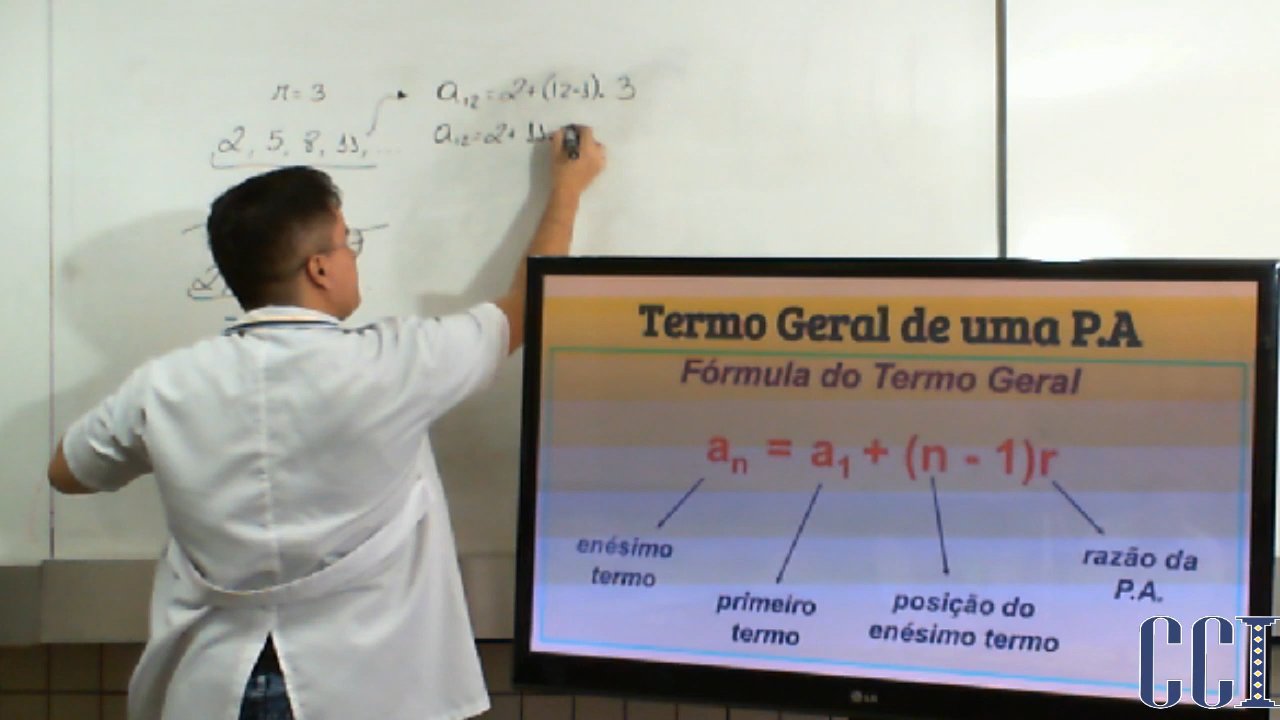 r = 3
2, 5, 8, 11, ...
a12 = 2 + (12-1). 3
a12 = 2 + 11.
Termo Geral de uma P.A
Fórmula do Termo Geral
an = a1 + (n - 1)r
enésimo
termo
primeiro
termo
posição do
enésimo termo
razão da
P.A.
LG
CCI